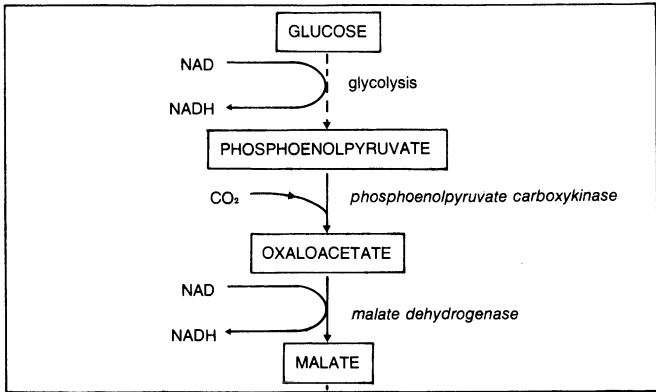 GLUCOSE
NAD
glycolysis
NADH
PHOSPHOENOLPYRUVATE
CO₂
phosphoenolpyruvate carboxykinase
OXALOACETATE
NAD
malate dehydrogenase
NADH
MALATE